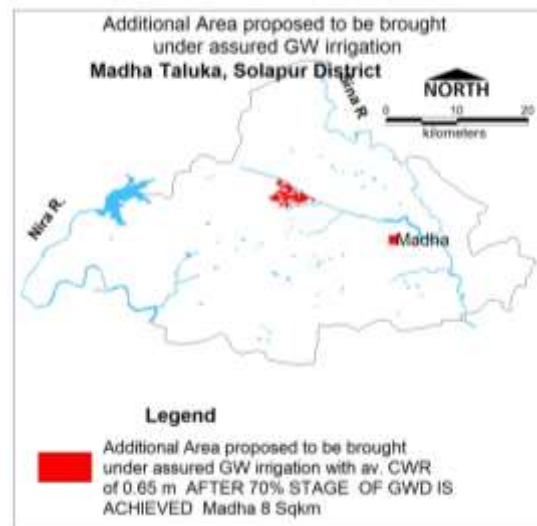 Additional Area proposed to be brought
under assured GW irrigation
Madha Taluka, Solapur District
Sina R
NORTH
0 10 20
kilometers
Nira R.
Madha
Legend
Additional Area proposed to be brought
under assured GW irrigation with av. CWR
of 0.65 m AFTER 70% STAGE OF GWD IS
ACHIEVED Madha 8 Sqkm